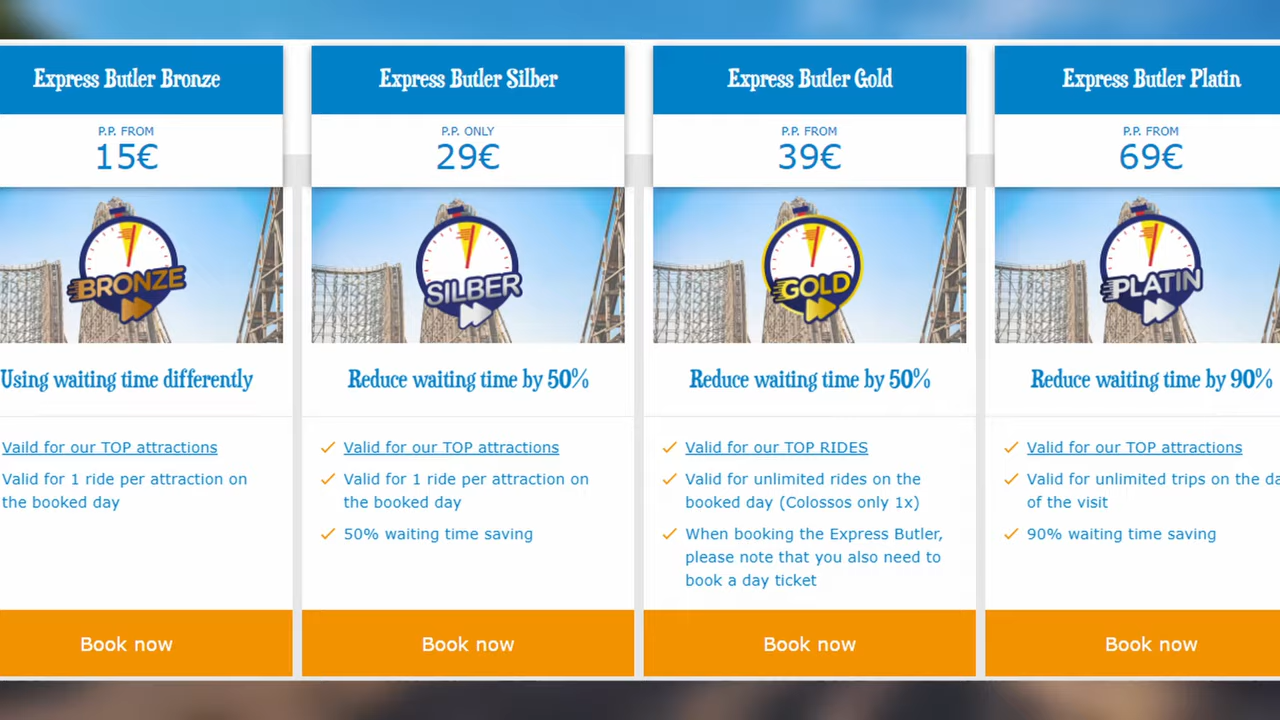 Express Butler Bronze
P.P. FROM
15€
BRONZE
Using waiting time differently
Vaild for our TOP attractions
Valid for 1 ride per attraction on
the booked day
Book now
Express Butler Silber
P.P. ONLY
29€
SILBER
Reduce waiting time by 50%
Valid for our TOP attractions
Valid for 1 ride per attraction on
the booked day
50% waiting time saving
Book now
Express Butler Gold
P.P. FROM
39€
GOLD
Reduce waiting time by 50%
Valid for our TOP RIDES
Valid for unlimited rides on the
booked day (Colossos only 1x)
When booking the Express Butler,
please note that you also need to
book a day ticket
Book now
Express Butler Platin
P.P. FROM
69€
PLATIN
Reduce waiting time by 90%
Valid for our TOP attractions
Valid for unlimited trips on the da
of the visit
90% waiting time saving
Book now